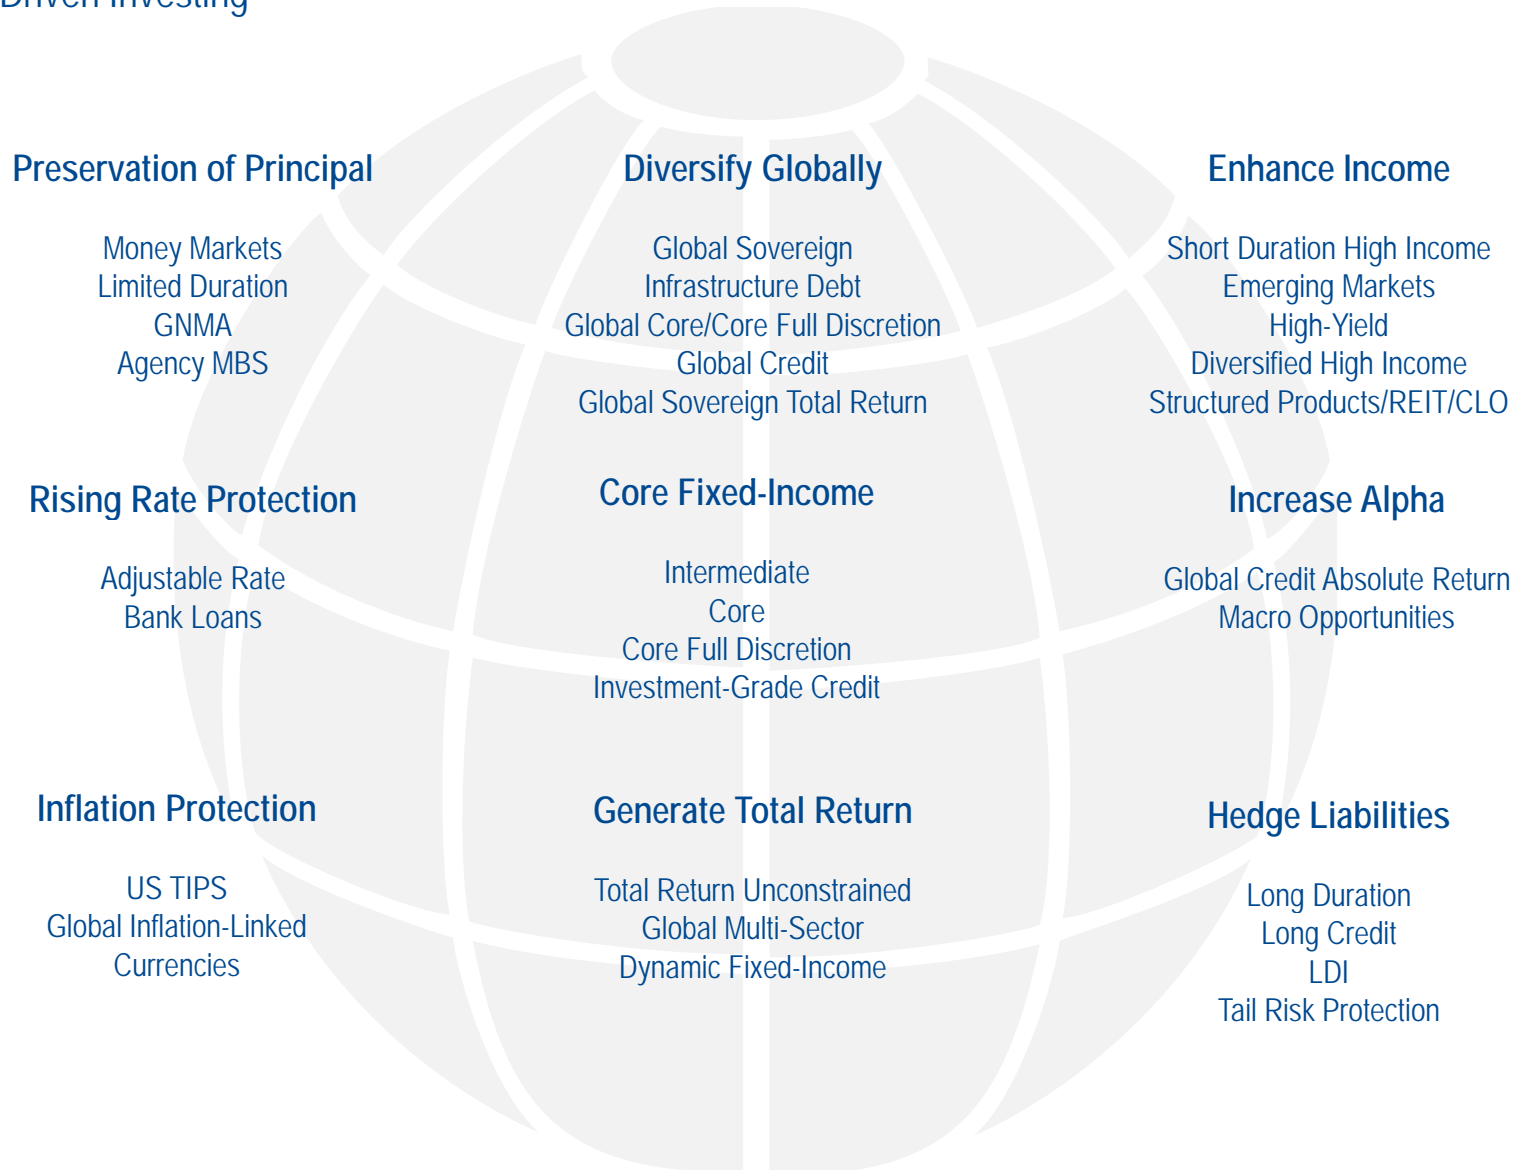 Driven Investing
Preservation of Principal
Money Markets
Limited Duration
GNMA
Agency MBS
Diversify Globally
Global Sovereign
Infrastructure Debt
Global Core/Core Full Discretion
Global Credit
Global Sovereign Total Return
Enhance Income
Short Duration High Income
Emerging Markets
High-Yield
Diversified High Income
Structured Products/REIT/CLO
Rising Rate Protection
Adjustable Rate
Bank Loans
Core Fixed-Income
Intermediate
Core
Core Full Discretion
Investment-Grade Credit
Increase Alpha
Global Credit Absolute Return
Macro Opportunities
Inflation Protection
US TIPS
Global Inflation-Linked
Currencies
Generate Total Return
Total Return Unconstrained
Global Multi-Sector
Dynamic Fixed-Income
Hedge Liabilities
Long Duration
Long Credit
LDI
Tail Risk Protection